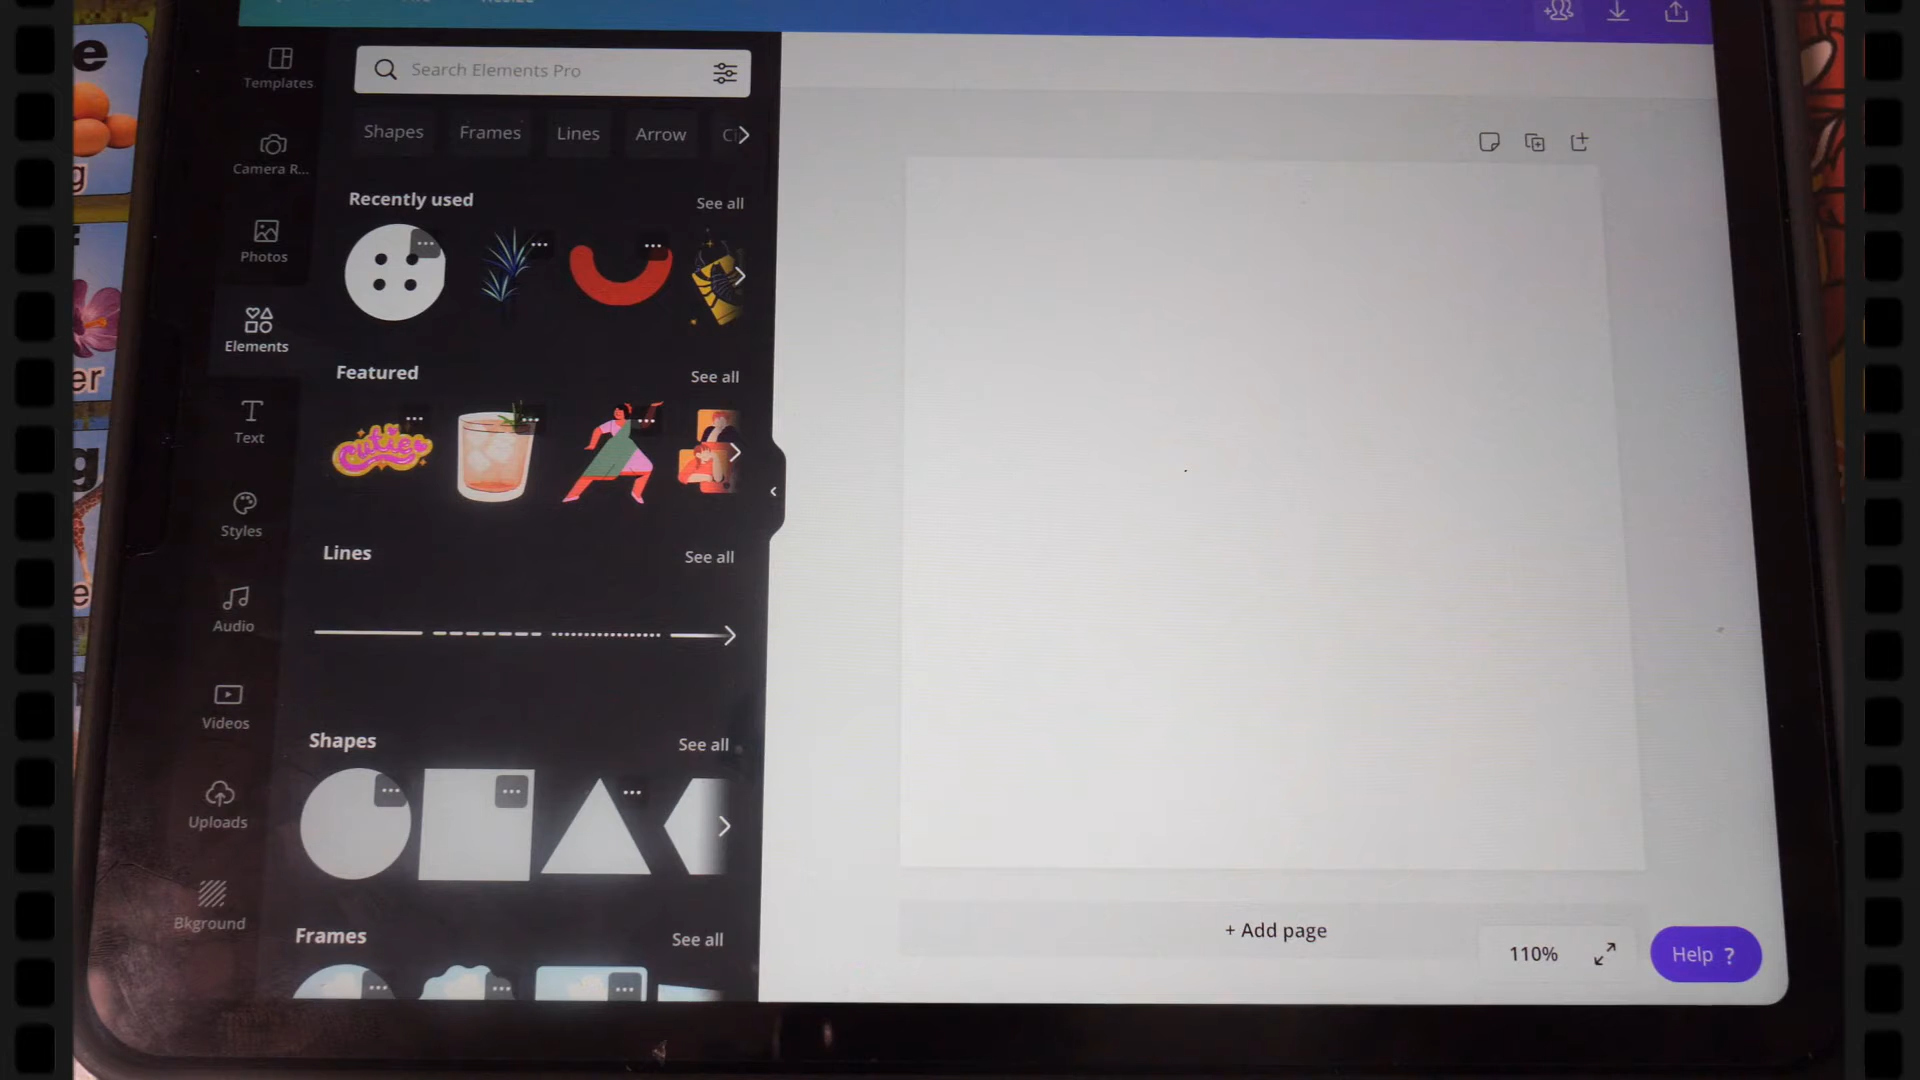 Resize
Templates
Search Elements Pro
Shapes
Frames
Lines
Arrow
Camera R...
Recently used
See all
Photos
Elements
Featured
See all
cutie
Text
Lines
See all
Styles
Audio
Videos
Shapes
See all
Uploads
Bkground
Frames
See all
+ Add page
110%
Help ?
e
g
er
g
e